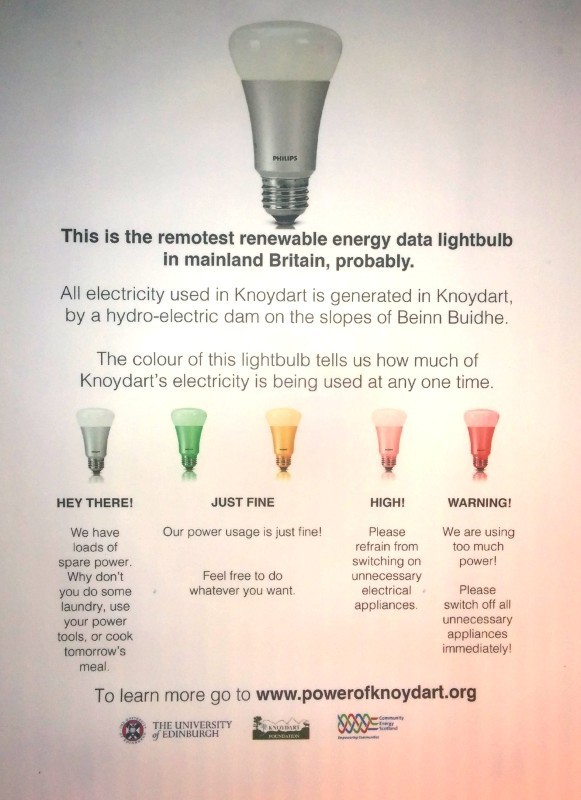 PHILIPS
This is the remotest renewable energy data lightbulb
in mainland Britain, probably.
All electricity used in Knoydart is generated in Knoydart,
by a hydro-electric dam on the slopes of Beinn Buidhe.
The colour of this lightbulb tells us how much of
Knoydart's electricity is being used at any one time.
HEY THERE!
We have
loads of
spare power.
Why don't
you do some
laundry, use
your power
tools, or cook
tomorrow's
meal.
JUST FINE
Our power usage is just fine!
Feel free to do
whatever you want.
HIGH!
Please
refrain from
switching on
unnecessary
electrical
appliances.
WARNING!
We are using
too much
power!
Please
switch off all
unnecessary
appliances
immediately!
To learn more go to www.powerofknoydart.org
THE UNIVERSITY
of EDINBURGH
KNOYDART
FOUNDATION
Community
Energy
Scotland